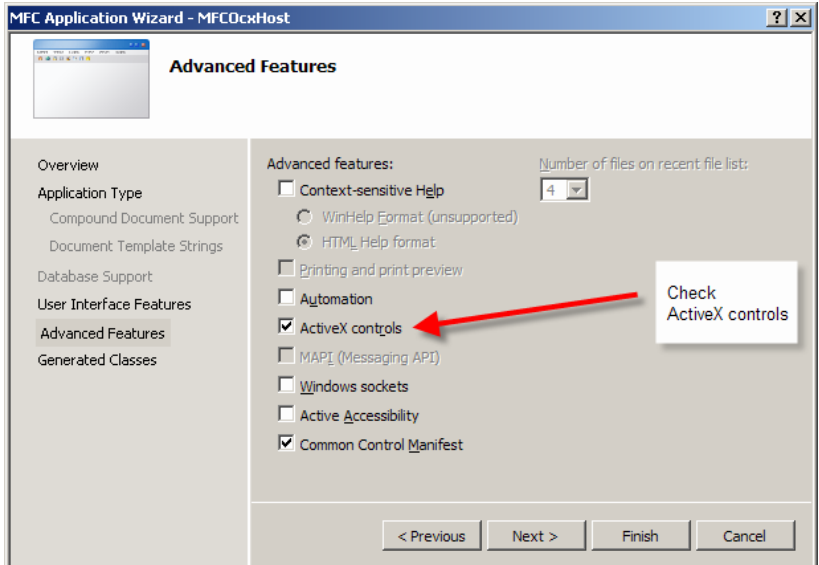 MFC Application Wizard - MFCOcxHost
Advanced Features
Overview
Application Type
Compound Document Support
Document Template Strings
Database Support
User Interface Features
Advanced Features
Generated Classes
Advanced features:
Context-sensitive Help
WinHelp Format (unsupported)
HTML Help format
Printing and print preview
Automation
ActiveX controls
MAPI (Messaging API)
Windows sockets
Active Accessibility
Common Control Manifest
Number of files on recent file list:
4
Check
ActiveX controls
< Previous
Next >
Finish
Cancel